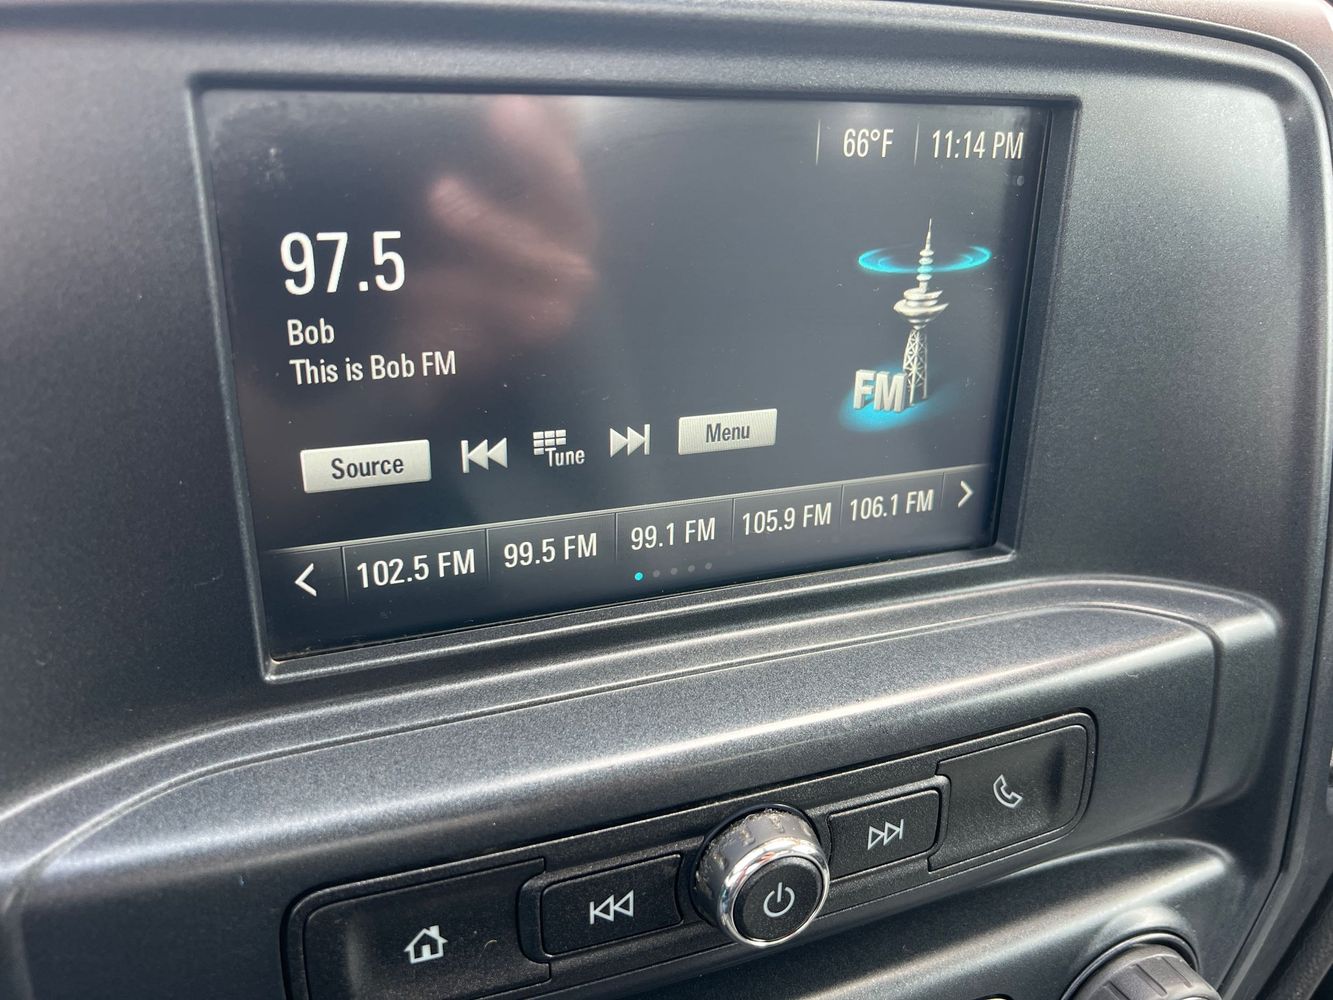 66°F 11:14 PM
97.5
Bob
This is Bob FM
FM
Source Tune Menu
102.5 FM 99.5 FM 99.1 FM 105.9 FM 106.1 FM